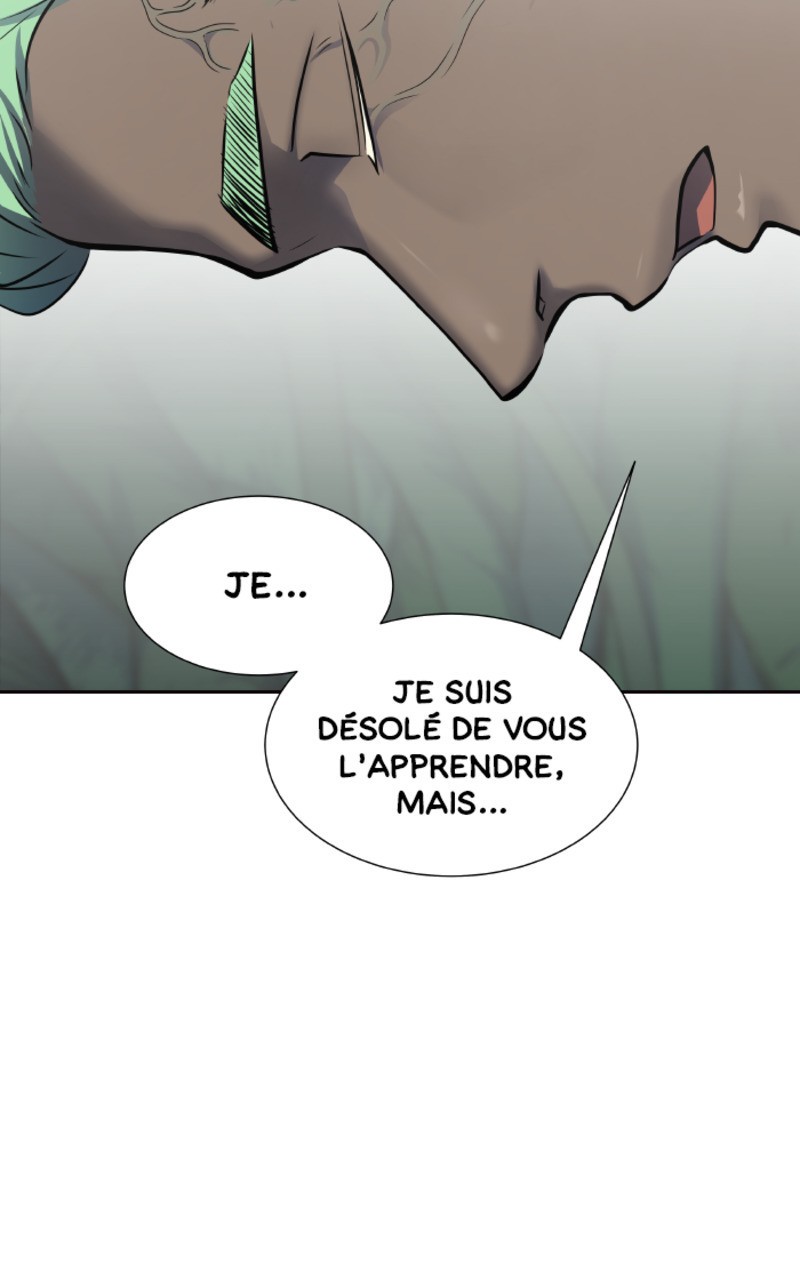 JE...
JE SUIS
DÉSOLÉ DE VOUS
L'APPRENDRE,
MAIS...